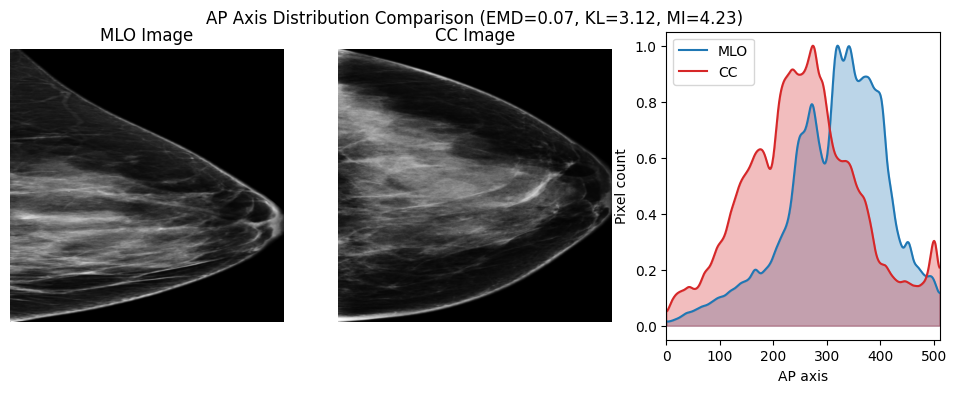 AP Axis Distribution Comparison (EMD=0.07, KL=3.12, MI=4.23)
MLO Image
CC Image
MLO
CC
Pixel count
1.0
0.8
0.6
0.4
0.2
0.0
0 100 200 300 400 500
AP axis